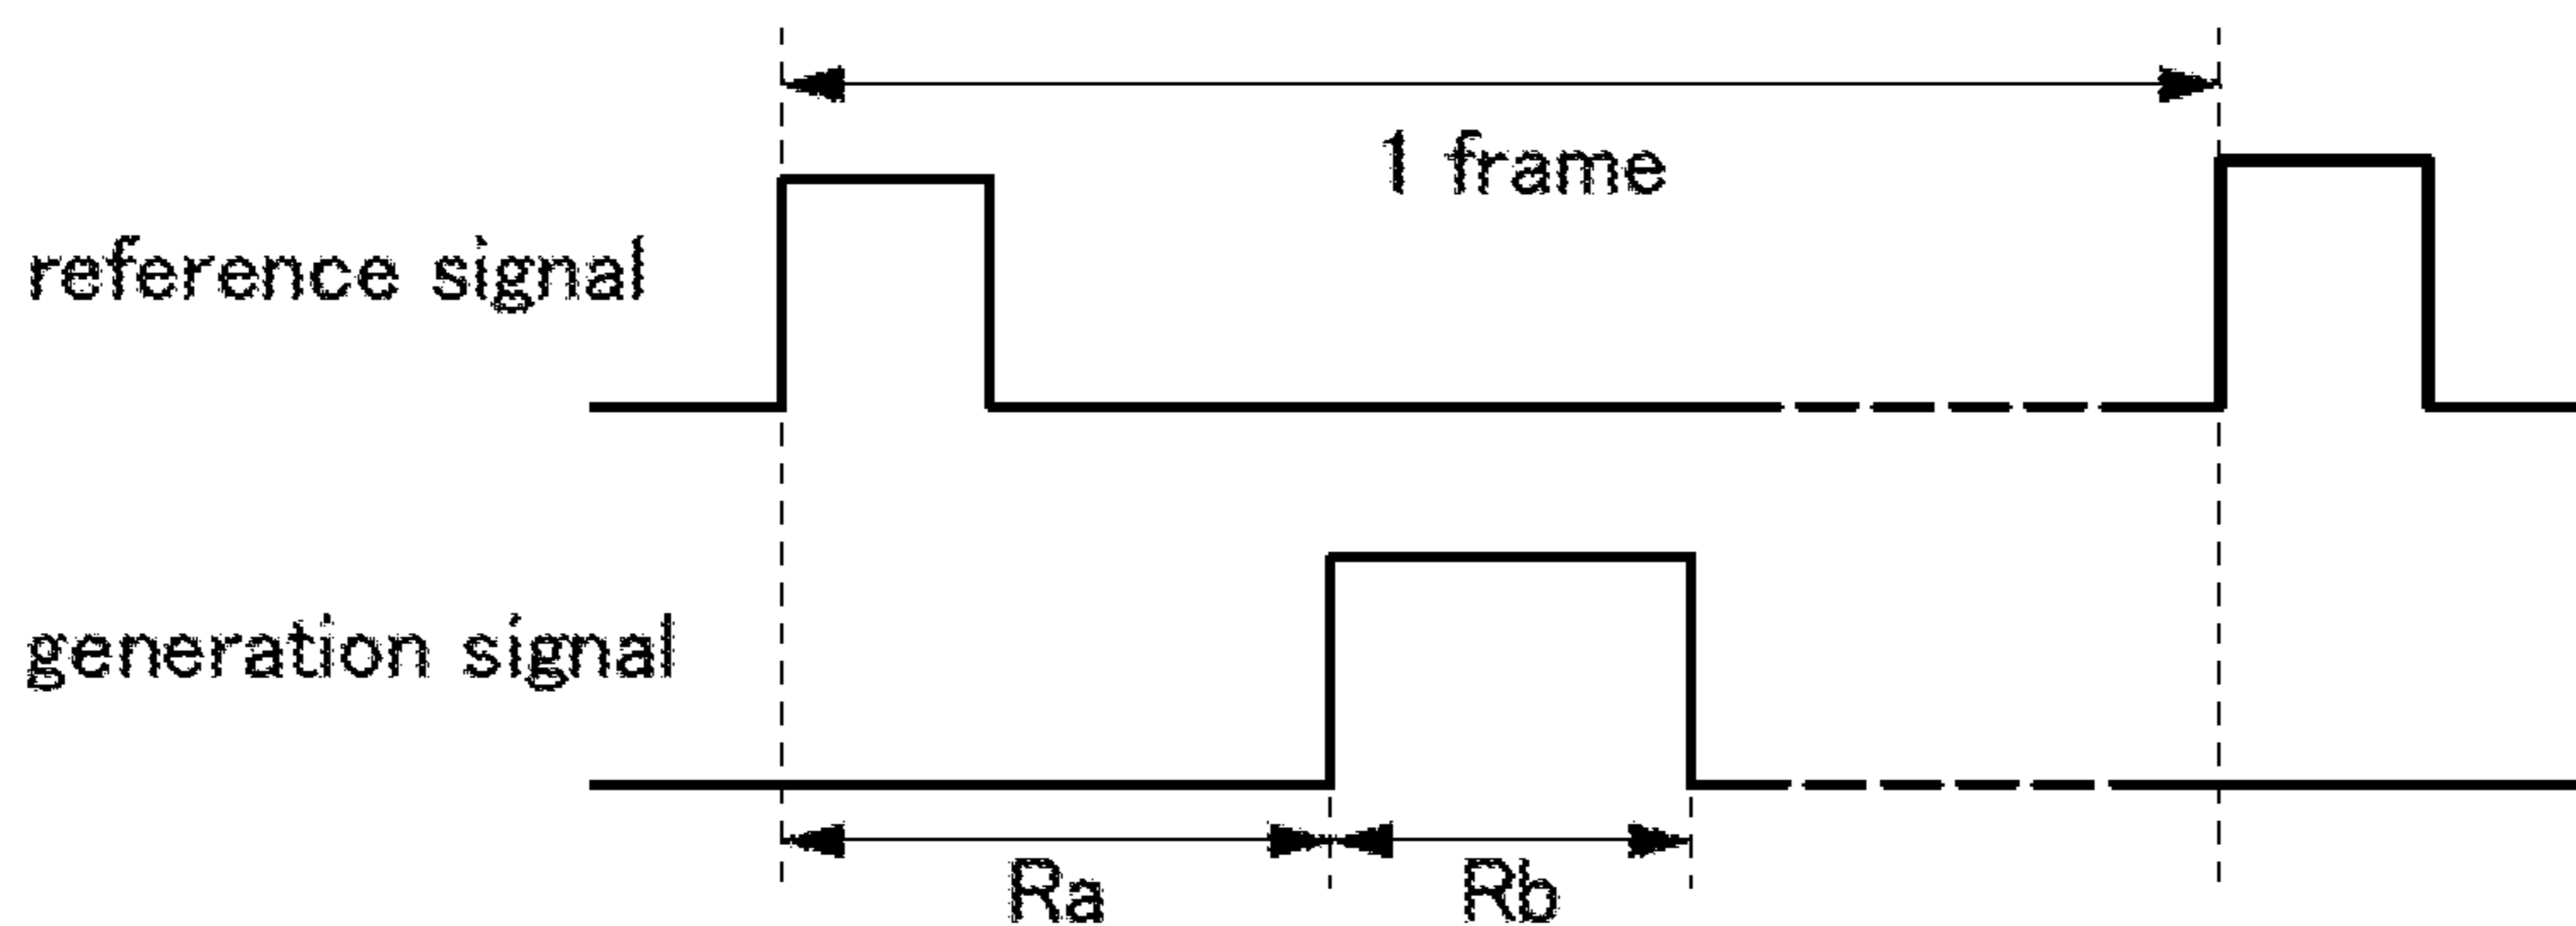 1 frame
reference signal
generation signal
Ra
Rb